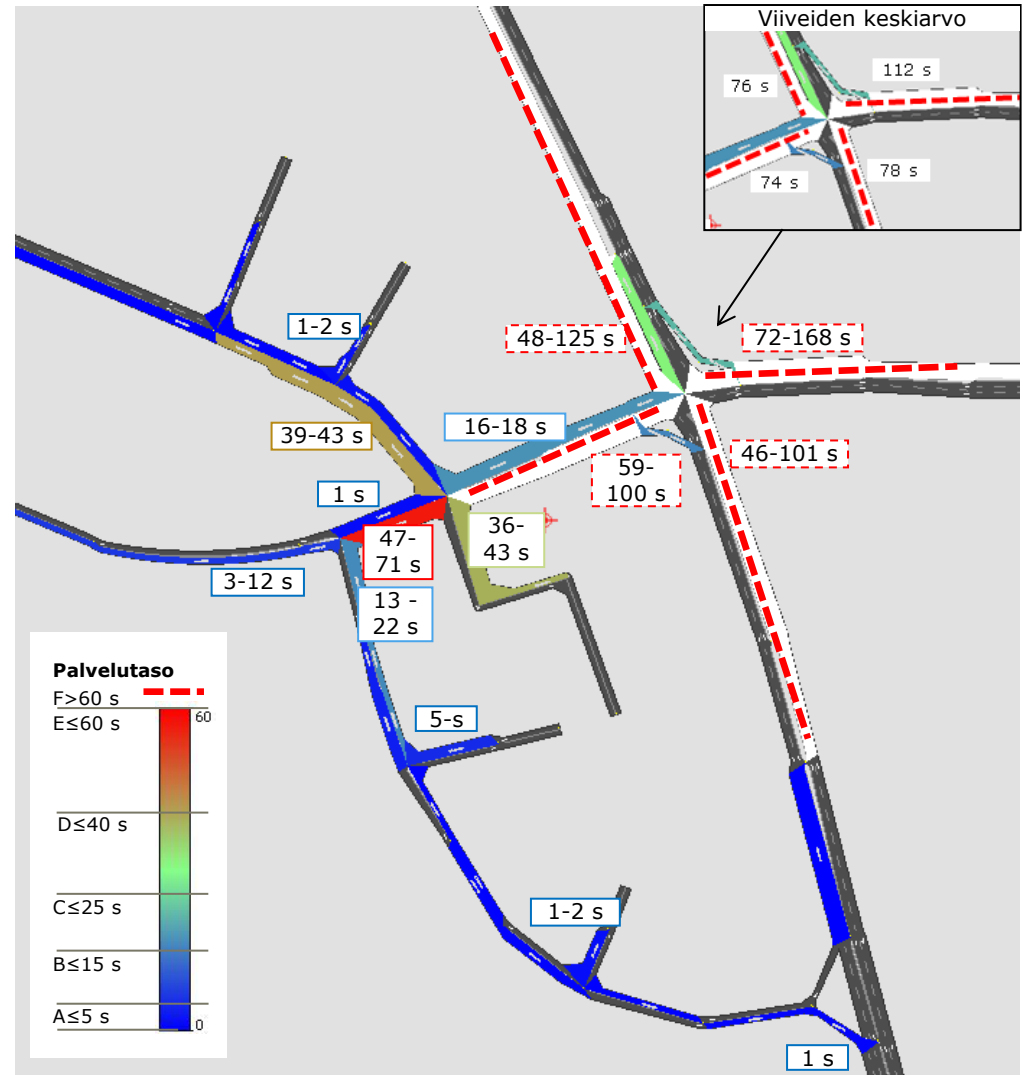 Viiveiden keskiarvo
112 s
76 s
74 s
78 s
1-2 s
48-125 s
72-168 s
39-43 s
16-18 s
59-
100 s
46-101 s
1 s
47-
71 s
36-
43 s
3-12 s
13 -
22 s
5-s
1-2 s
1 s
Palvelutaso
F>60 s
E≤60 s
60
D≤40 s
C≤25 s
B≤15 s
A≤5 s
0